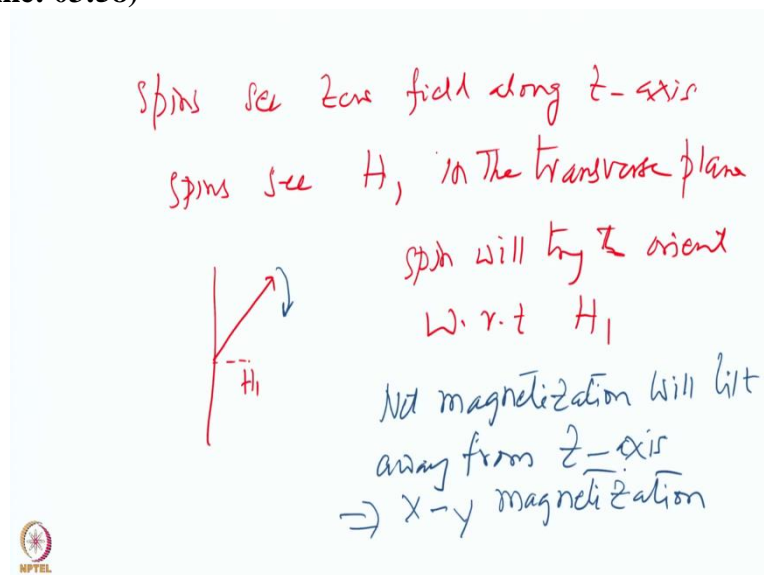 Spins see zero field along z-axis
Spins see H1 in the transverse plane
spin will try to orient
w.r.t H1
H1
Net magnetization will tilt
away from z-axis
⇒ x-y magnetization
NPTEL